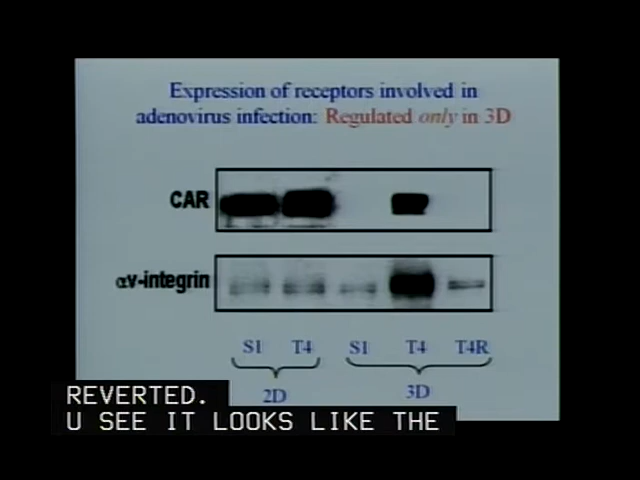 Expression of receptors involved in
adenovirus infection: Regulated only in 3D
CAR
αv-integrin
S1 T4 S1 T4 T4R
2D 3D
REVERTED.
U SEE IT LOOKS LIKE THE